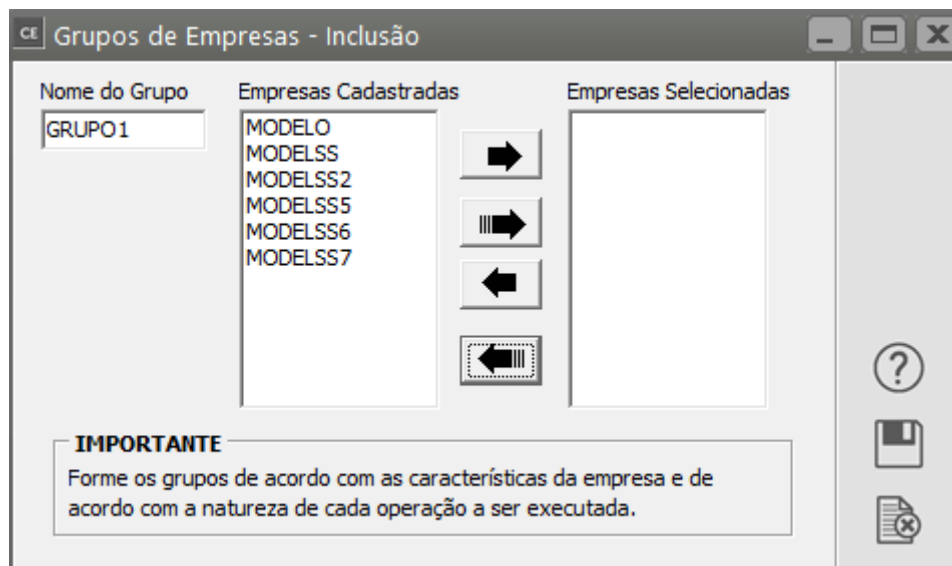 CE Grupos de Empresas - Inclusão
Nome do Grupo
GRUPO1
Empresas Cadastradas
MODELO
MODELSS
MODELSS2
MODELSS5
MODELSS6
MODELSS7
Empresas Selecionadas
IMPORTANTE
Forme os grupos de acordo com as características da empresa e de
acordo com a natureza de cada operação a ser executada.